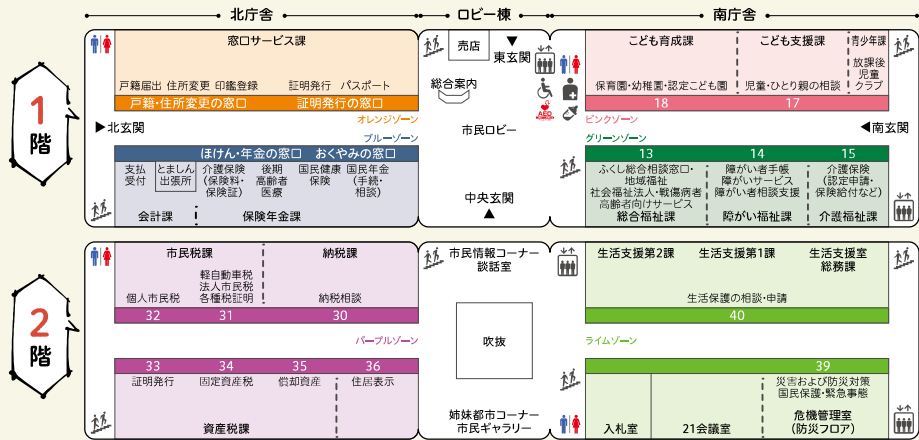 北庁舎
ロビー棟
南庁舎
1
階
窓口サービス課
戸籍届出 住所変更 印鑑登録
証明発行 パスポート
戸籍・住所変更の窓口
証明発行の窓口
オレンジゾーン
▶北玄関
ブルーゾーン
ほけん・年金の窓口
おくやみの窓口
支払
受付
とましん
出張所
介護保険
(保険料・
保険証)
後期
高齢者
医療
国民健康
保険
国民年金
(手続・
相談)
会計課
保険年金課
売店
▼
東玄関
総合案内
AED
市民ロビー
中央玄関
▲
こども育成課
保育園・幼稚園・認定こども園
18
こども支援課
児童・ひとり親の相談
17
青少年課
放課後
児童
クラブ
ピンクゾーン
◀南玄関
グリーンゾーン
13
ふくし総合相談窓口・
地域福祉
社会福祉法人・戦傷病者
高齢者向けサービス
総合福祉課
14
障がい者手帳
障がいサービス
障がい者相談支援
障がい福祉課
15
介護保険
(認定申請・
保険給付など)
介護福祉課
2
階
市民税課
個人市民税
軽自動車税
法人市民税
各種税証明
納税課
納税相談
32
31
30
パープルゾーン
33
34
35
36
証明発行
固定資産税
償却資産
住居表示
資産税課
市民情報コーナー
談話室
吹抜
姉妹都市コーナー
市民ギャラリー
生活支援第2課
生活支援第1課
生活支援室
総務課
生活保護の相談・申請
40
ライムゾーン
39
災害および防災対策
国民保護・緊急事態
入札室
21会議室
危機管理室
(防災フロア)